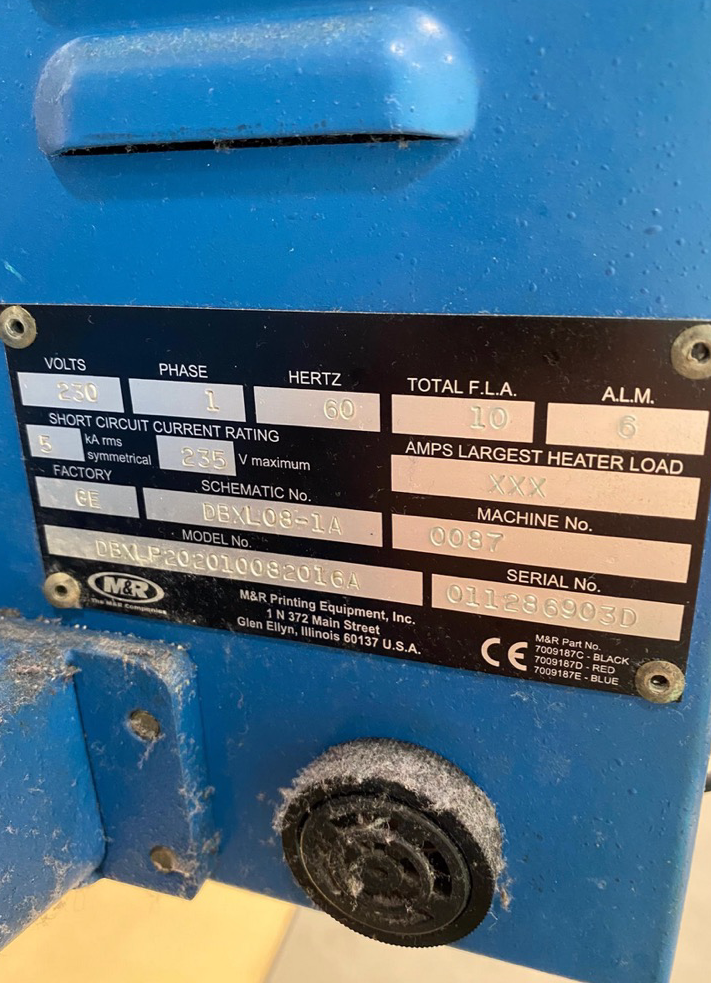 VOLTS PHASE HERTZ TOTAL F.L.A. A.L.M.
230 1 60 10 6
SHORT CIRCUIT CURRENT RATING
5 kA rms symmetrical 235 V maximum
AMPS LARGEST HEATER LOAD
XXX
FACTORY SCHEMATIC No. MACHINE No.
GE DBXL08-1A 0087
MODEL No. SERIAL No.
DBXLP202010082016A 011286903D
M&R
The M&R Companies
M&R Printing Equipment, Inc.
1 N 372 Main Street
Glen Ellyn, Illinois 60137 U.S.A.
CE
M&R Part No.
7009187C - BLACK
7009187D - RED
7009187E - BLUE